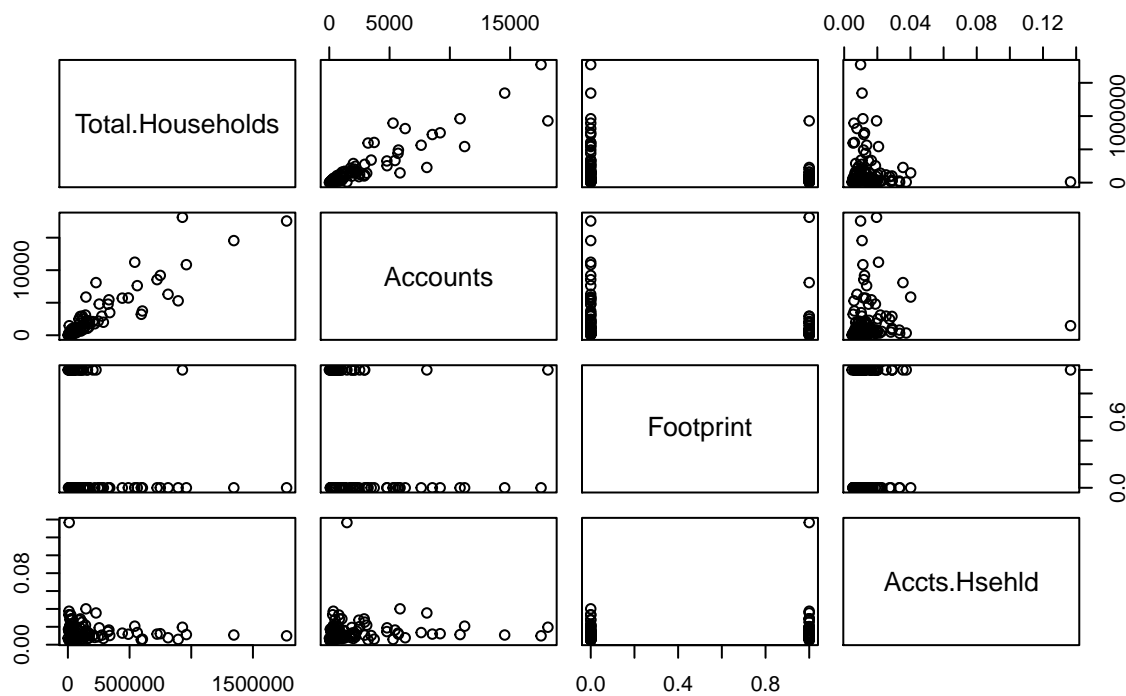 0 5000 15000
0.00 0.04 0.08 0.12
Total.Households
0 1000000
0 10000
Accounts
Footprint
0.0 0.6
0.00 0.08
Accts.Hsehld
0 500000 1500000
0.0 0.4 0.8